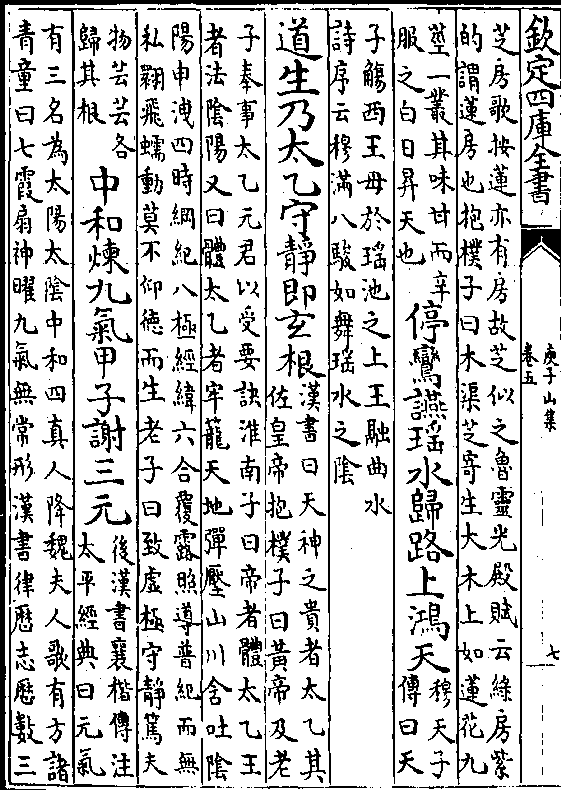 欽定四庫全書
庾子山集
卷五
七
芝房歌按蓮亦有房故芝似之魯靈光殿賦云綠房紫
的謂蓮房也抱樸子曰木渠芝寄生大木上如蓮花九
莖一叢其味甘而辛
服之白日昇天也
停鸞讌瑤水歸路上鴻天
穆天子
傳曰天
子觴西王母於瑤池之上王融曲水
詩序云穆滿八駿如舞瑤水之陰
道生乃太乙守靜即玄根
漢書曰天神之貴者太乙其
佐皇帝抱樸子曰黃帝及老
子奉事太乙元君以受要訣淮南子曰帝者體太乙王
者法陰陽又曰體太乙者牢籠天地彈壓山川含吐陰
陽申洩四時綱紀八極經緯六合覆露照導普紀而無
私翾飛蠕動莫不仰德而生老子曰致虛極守靜篤夫
物芸芸各
歸其根
中和煉九氣甲子謝三元
後漢書襄楷傳注
太平經典曰元氣
有三名為太陽太陰中和四真人降魏夫人歌有方諸
青童曰七霞扇神曜九氣無常形漢書律歷志歷數三